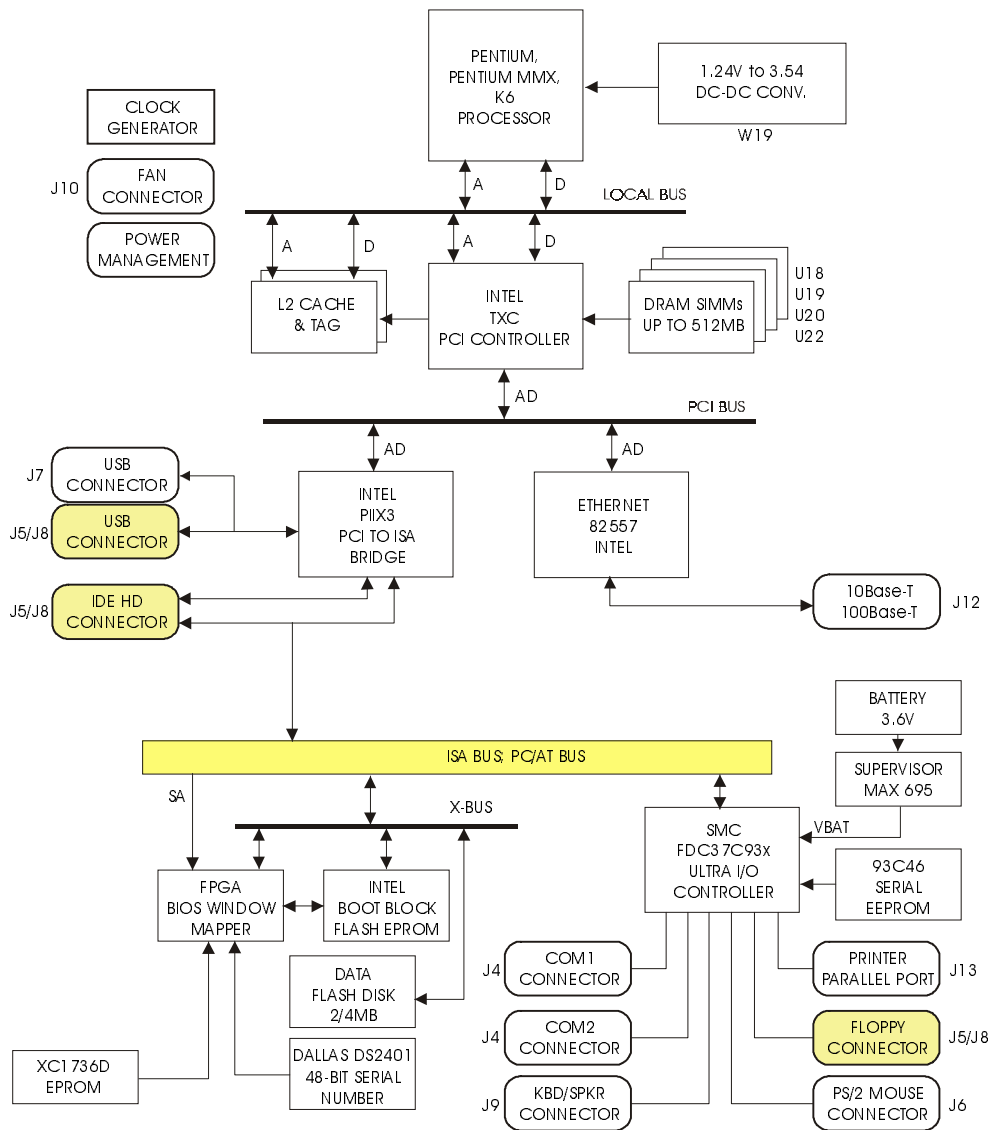 PENTIUM,
PENTIUM MMX,
K6
PROCESSOR
1.24V to 3.54
DC-DC CONV.
W19
CLOCK
GENERATOR
J10
FAN
CONNECTOR
POWER
MANAGEMENT
A
D
LOCAL BUS
A
D
A
D
L2 CACHE
& TAG
INTEL
TXC
PCI CONTROLLER
DRAM SIMMs
UP TO 512MB
U18
U19
U20
U22
AD
PCI BUS
AD
AD
J7
USB
CONNECTOR
J5/J8
USB
CONNECTOR
INTEL
PIIX3
PCI TO ISA
BRIDGE
ETHERNET
82557
INTEL
J5/J8
IDE HD
CONNECTOR
10Base-T
100Base-T
J12
BATTERY
3.6V
ISA BUS; PC/AT BUS
SUPERVISOR
MAX 695
SA
X-BUS
VBAT
SMC
FDC37C93x
ULTRA I/O
CONTROLLER
93C46
SERIAL
EEPROM
FPGA
BIOS WINDOW
MAPPER
INTEL
BOOT BLOCK
FLASH EPROM
J4
COM1
CONNECTOR
PRINTER
PARALLEL PORT
J13
DATA
FLASH DISK
2/4MB
J4
COM2
CONNECTOR
FLOPPY
CONNECTOR
J5/J8
XC1736D
EPROM
DALLAS DS2401
48-BIT SERIAL
NUMBER
J9
KBD/SPKR
CONNECTOR
PS/2 MOUSE
CONNECTOR
J6